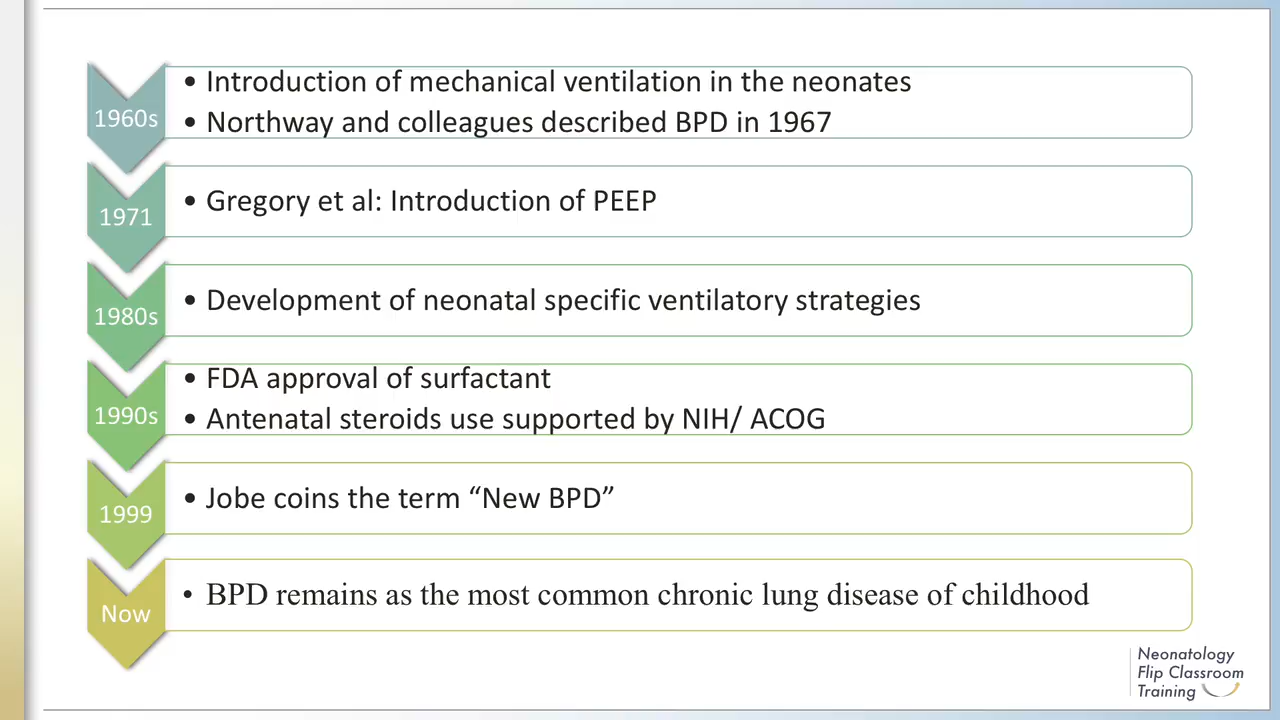 1960s
• Introduction of mechanical ventilation in the neonates
• Northway and colleagues described BPD in 1967
1971
• Gregory et al: Introduction of PEEP
1980s
• Development of neonatal specific ventilatory strategies
1990s
• FDA approval of surfactant
• Antenatal steroids use supported by NIH/ ACOG
1999
• Jobe coins the term “New BPD”
Now
• BPD remains as the most common chronic lung disease of childhood
Neonatology
Flip Classroom
Training